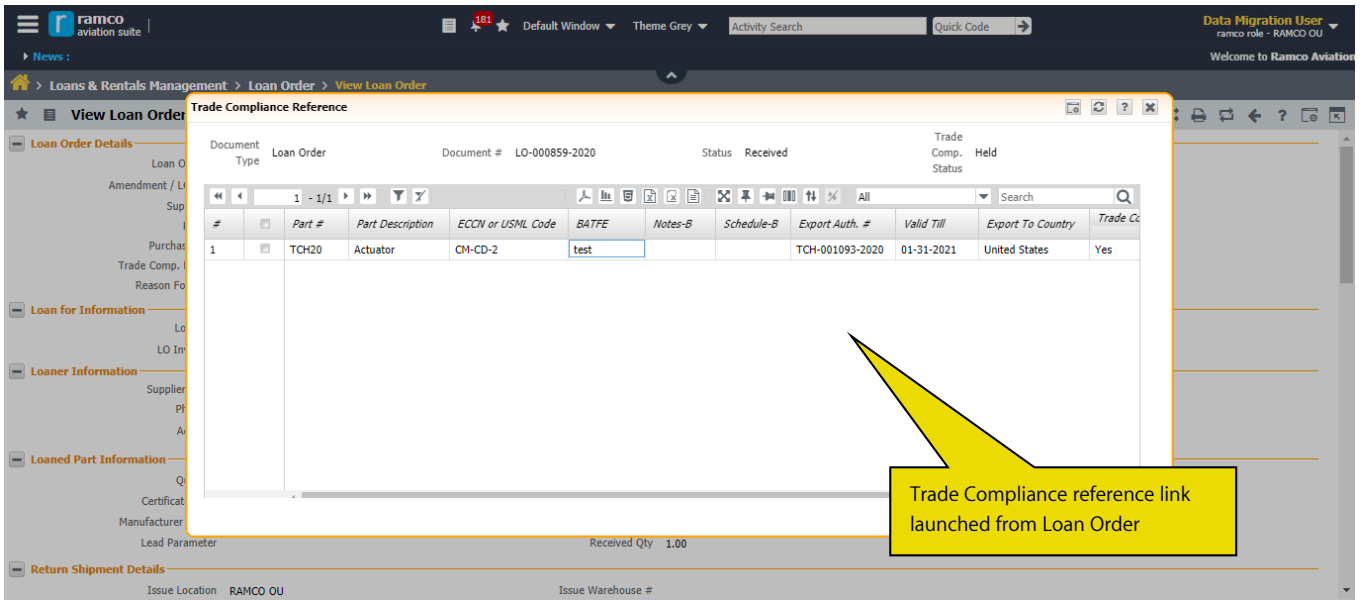 ramco
aviation suite
181
Default Window
Theme Grey
Activity Search
Quick Code
Data Migration User
ramco role - RAMCO OU
News :
Welcome to Ramco Aviation
> Loans & Rentals Management > Loan Order > View Loan Order
View Loan Order
Trade Compliance Reference
Loan Order Details
Loan O
Amendment / L
Sup
Purchas
Trade Comp.
Reason Fo
Document Type Loan Order
Document # LO-000859-2020
Status Received
Trade Comp. Status Held
1 - 1/1
All
Search
# Part # Part Description ECCN or USML Code BATFE Notes-B Schedule-B Export Auth. # Valid Till Export To Country Trade Co
1 TCH20 Actuator CM-CD-2 test TCH-001093-2020 01-31-2021 United States Yes
Loan for Information
Lo
LO In
Loaner Information
Supplier
Ph
A
Loaned Part Information
Q
Certificat
Manufacturer
Trade Compliance reference link
launched from Loan Order
Lead Parameter
Received Qty 1.00
Return Shipment Details
Issue Location RAMCO OU
Issue Warehouse #